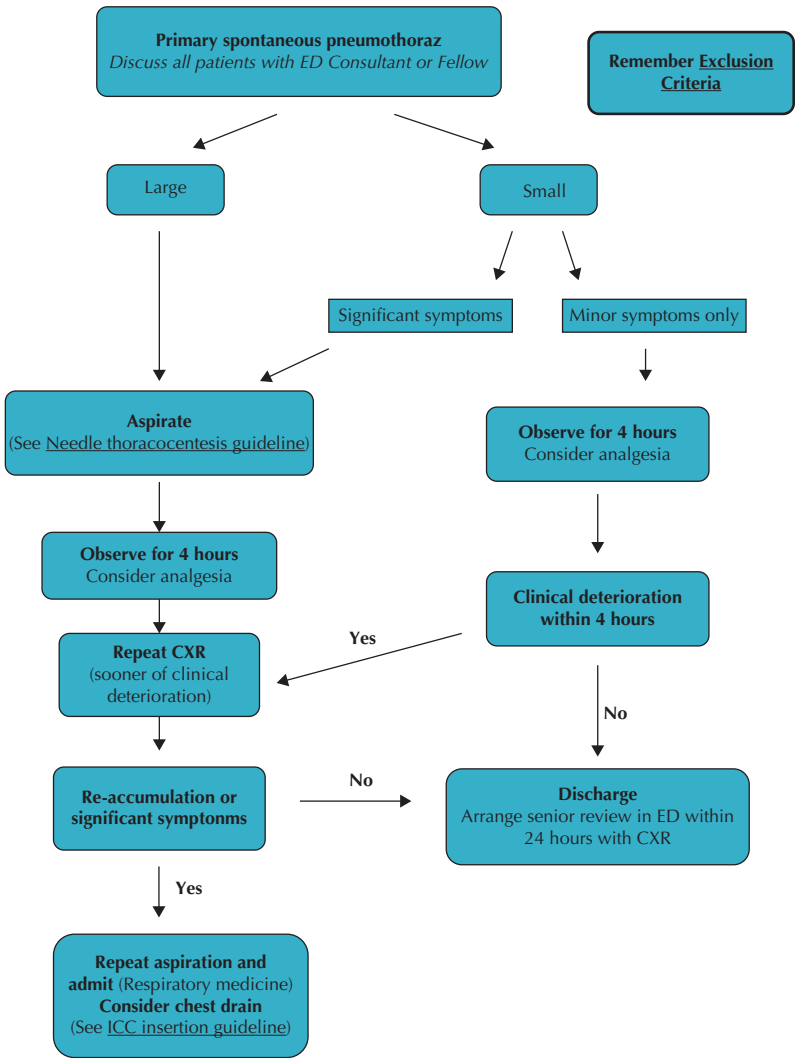 Primary spontaneous pneumothoraz
Discuss all patients with ED Consultant or Fellow
Remember Exclusion
Criteria
Large
Small
Significant symptoms
Minor symptoms only
Aspirate
(See Needle thoracocentesis guideline)
Observe for 4 hours
Consider analgesia
Observe for 4 hours
Consider analgesia
Clinical deterioration
within 4 hours
Yes
Repeat CXR
(sooner of clinical
deterioration)
No
Re-accumulation or
significant symptonms
No
Discharge
Arrange senior review in ED within
24 hours with CXR
Yes
Repeat aspiration and
admit (Respiratory medicine)
Consider chest drain
(See ICC insertion guideline)